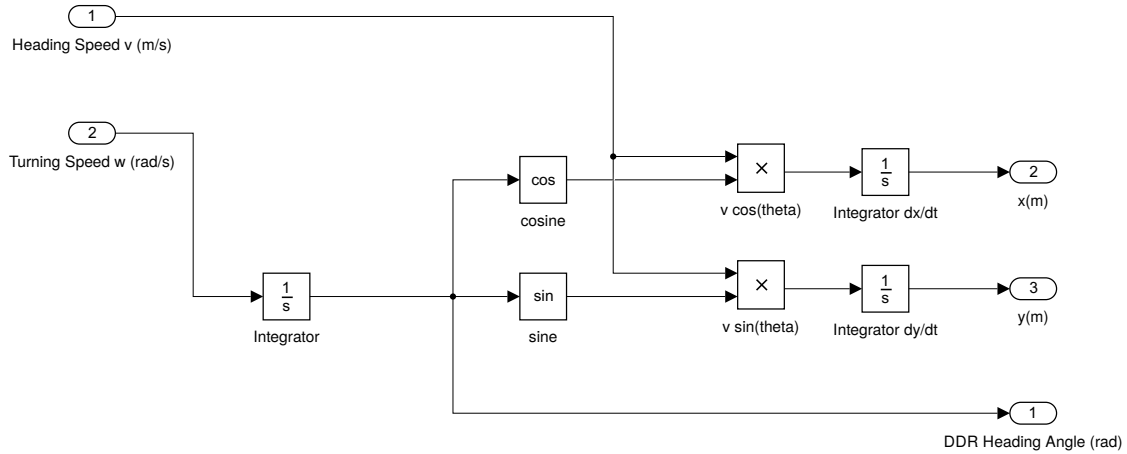 1
Heading Speed v (m/s)
2
Turning Speed w (rad/s)
1
s
Integrator
cos
cosine
sin
sine
×
v cos(theta)
1
s
Integrator dx/dt
2
x(m)
×
v sin(theta)
1
s
Integrator dy/dt
3
y(m)
1
DDR Heading Angle (rad)